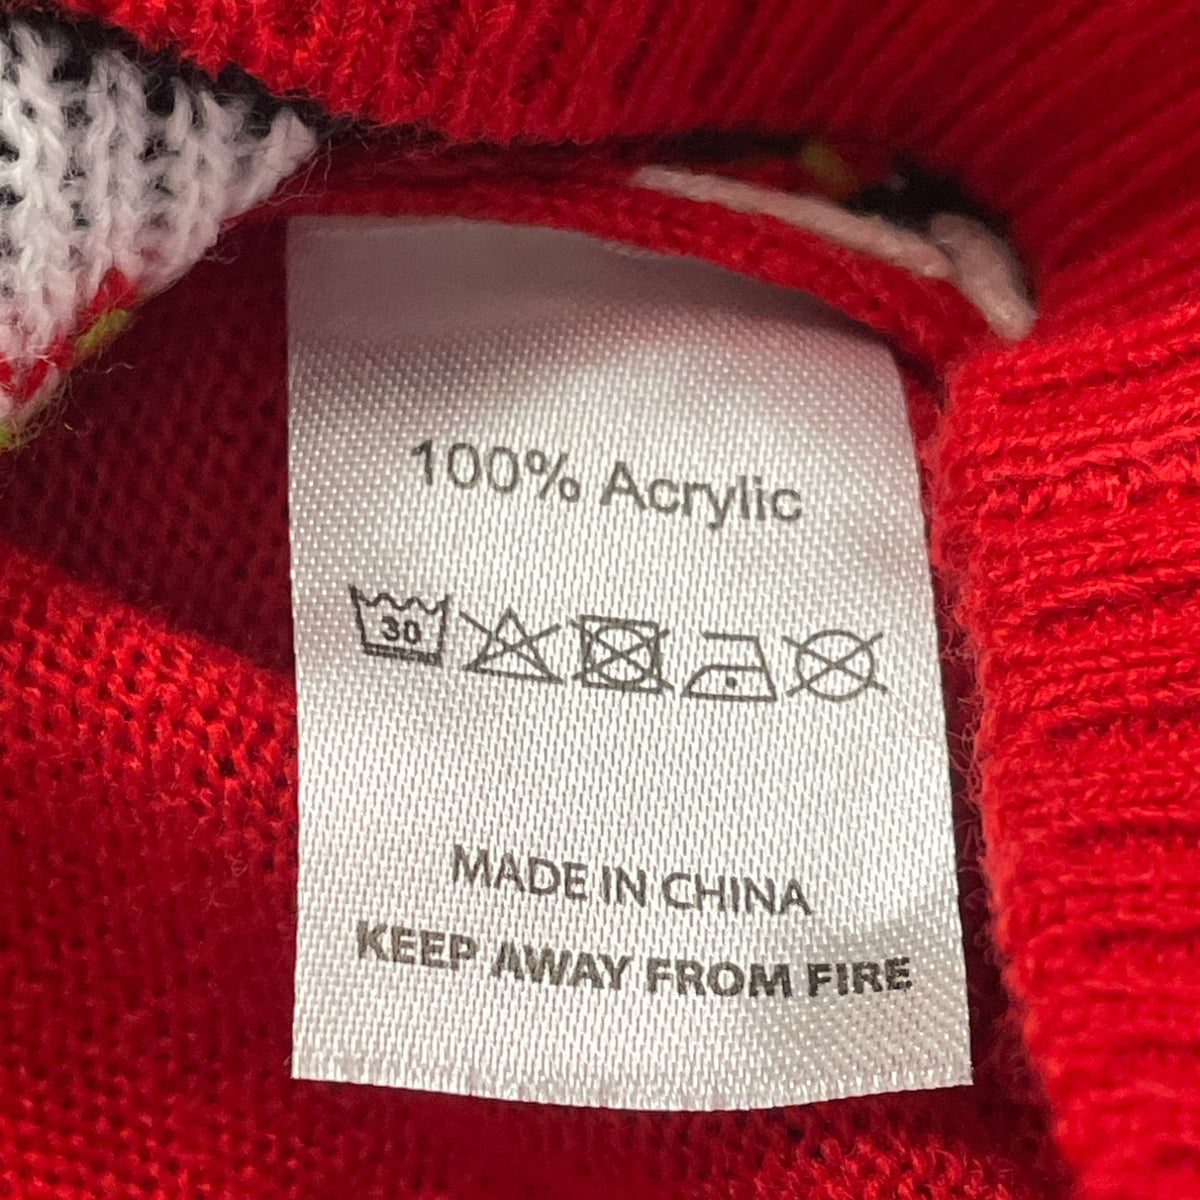 100% Acrylic
30
MADE IN CHINA
KEEP AWAY FROM FIRE